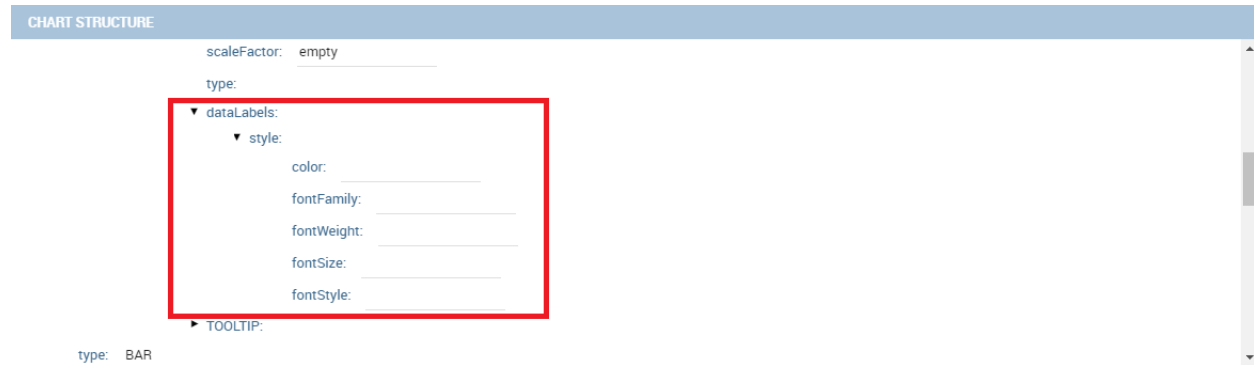 CHART STRUCTURE
scaleFactor: empty
type:
dataLabels:
style:
color:
fontFamily:
fontWeight:
fontSize:
fontStyle:
TOOLTIP:
type: BAR